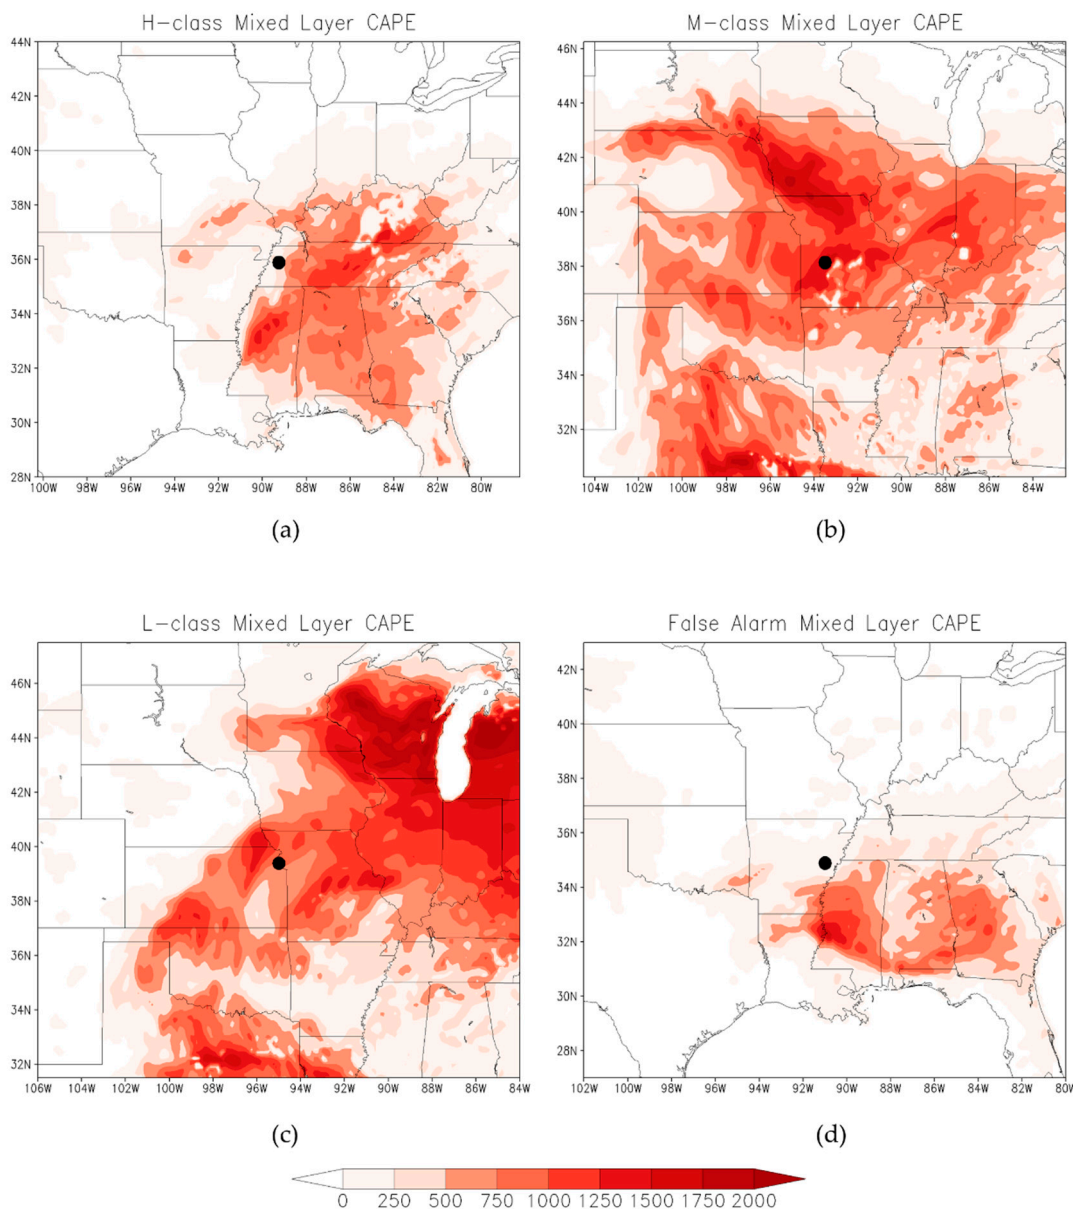 H-class Mixed Layer CAPE
44N
42N
40N
38N
36N
34N
32N
30N
28N
100W 98W 96W 94W 92W 90W 88W 86W 84W 82W 80W
(a)
M-class Mixed Layer CAPE
46N
44N
42N
40N
38N
36N
34N
32N
104W 102W 100W 98W 96W 94W 92W 90W 88W 86W 84W
(b)
L-class Mixed Layer CAPE
46N
44N
42N
40N
38N
36N
34N
32N
106W 104W 102W 100W 98W 96W 94W 92W 90W 88W 86W 84W
(c)
False Alarm Mixed Layer CAPE
42N
40N
38N
36N
34N
32N
30N
28N
102W 100W 98W 96W 94W 92W 90W 88W 86W 84W 82W 80W
(d)
0 250 500 750 1000 1250 1500 1750 2000